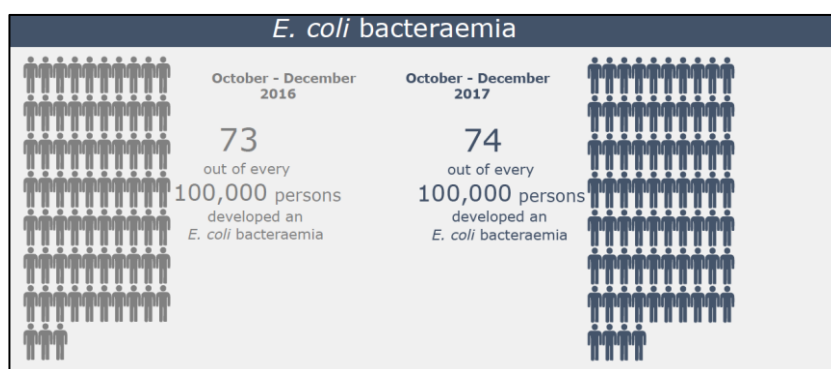 E. coli bacteraemia
October - December
2016
73
out of every
100,000 persons
developed an
E. coli bacteraemia
October - December
2017
74
out of every
100,000 persons
developed an
E. coli bacteraemia